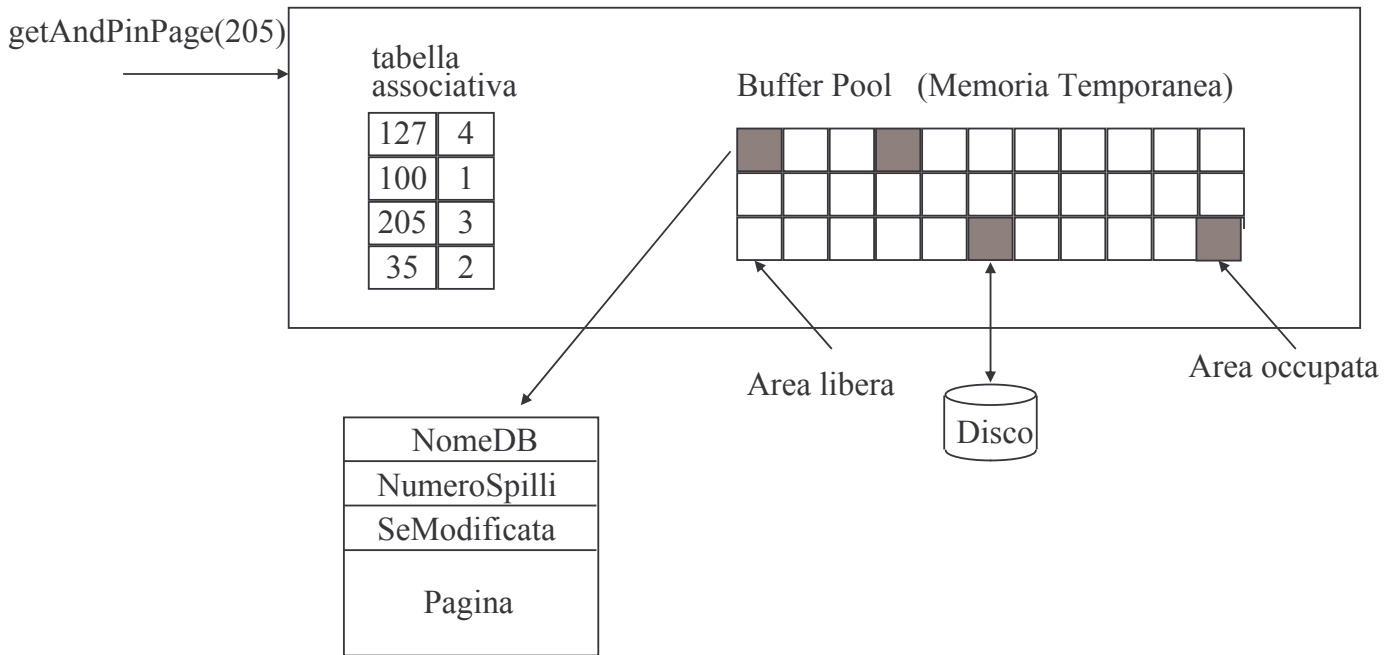 getAndPinPage(205)
tabella
associativa
127 4
100 1
205 3
35 2
Buffer Pool (Memoria Temporanea)
Area libera
Area occupata
Disco
NomeDB
NumeroSpilli
SeModificata
Pagina